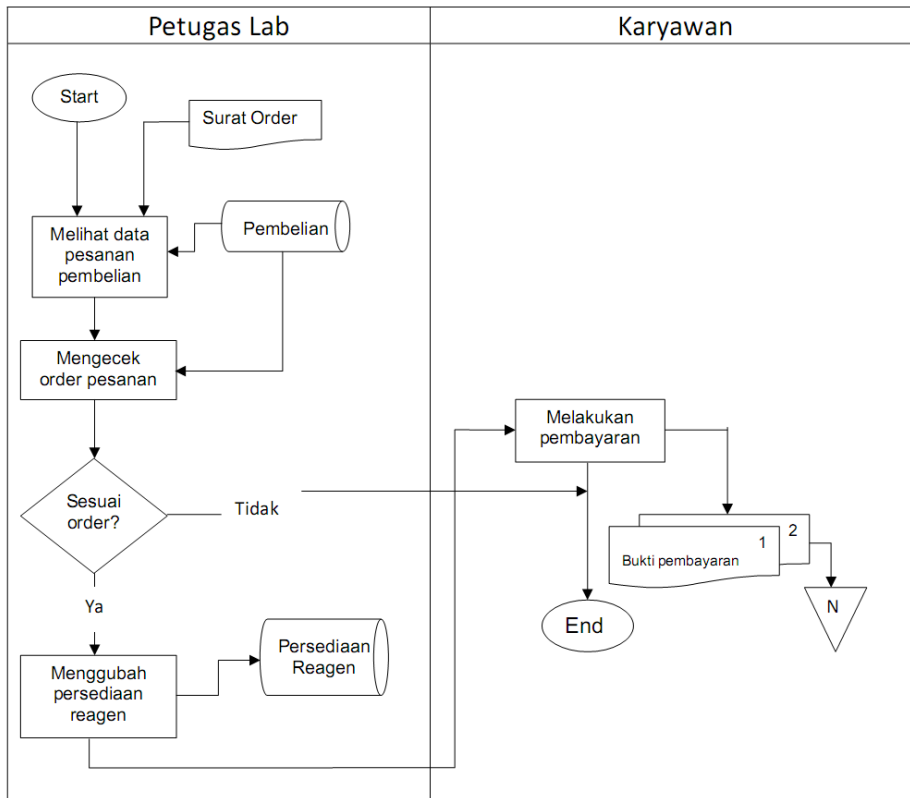 Petugas Lab
Karyawan
Start
Surat Order
Pembelian
Melihat data
pesanan
pembelian
Mengecek
order pesanan
Melakukan
pembayaran
Sesuai
order?
Tidak
1
2
Bukti pembayaran
N
End
Ya
Persediaan
Reagen
Menggubah
persediaan
reagen